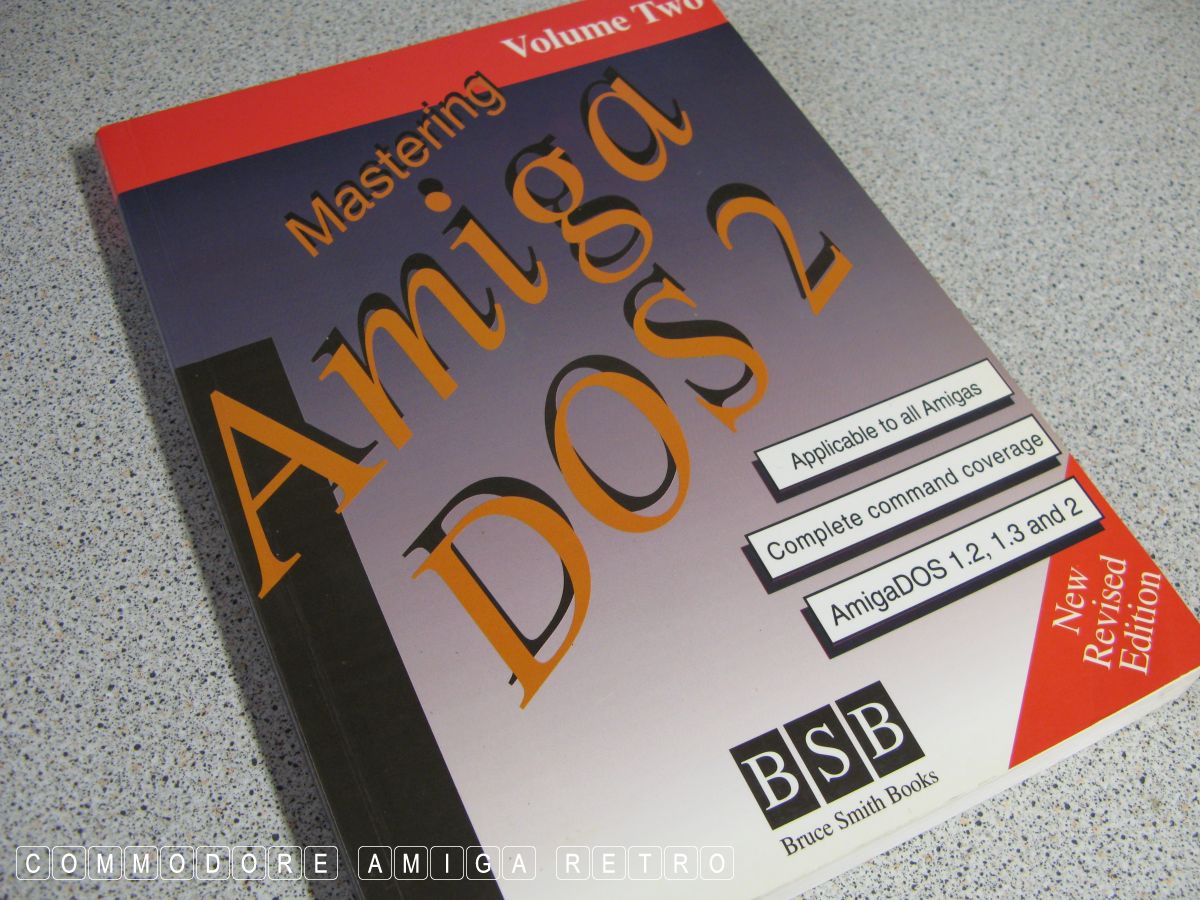 Volume Two
Mastering
Amiga
DOS 2
Applicable to all Amigas
Complete command coverage
AmigaDOS 1.2, 1.3 and 2
New
Revised
Edition
BSB
Bruce Smith Books
COMMODORE AMIGA RETRO